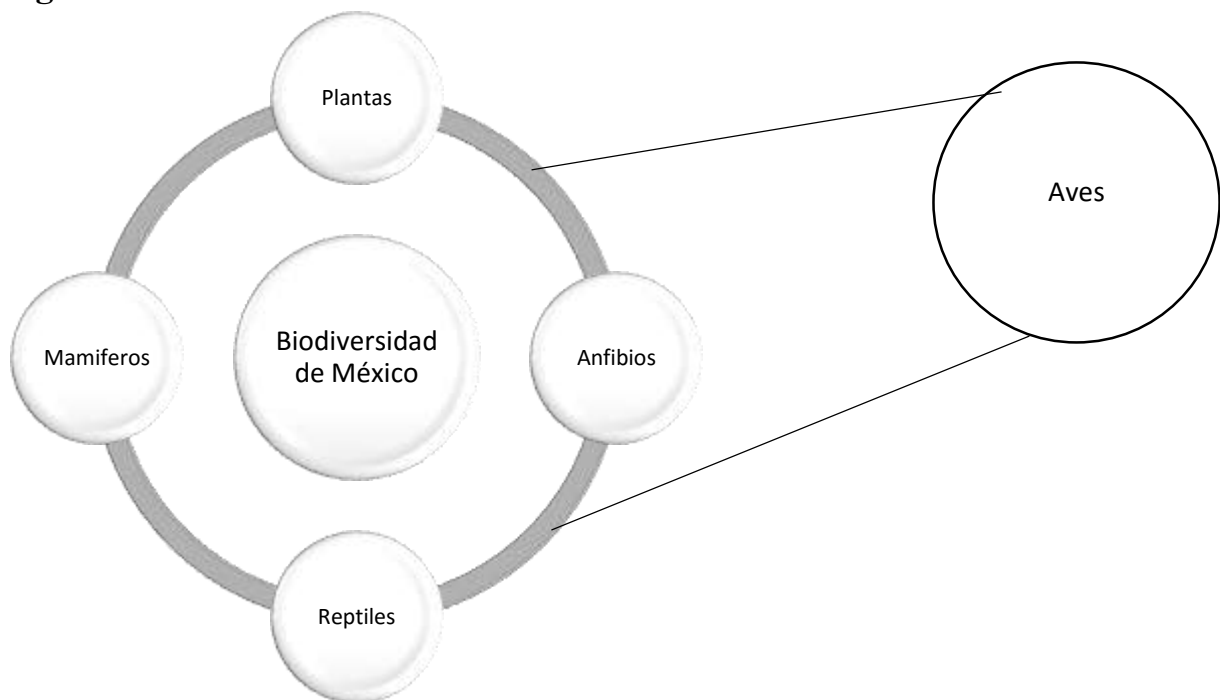 Plantas
Aves
Mamiferos
Biodiversidad
de México
Anfibios
Reptiles